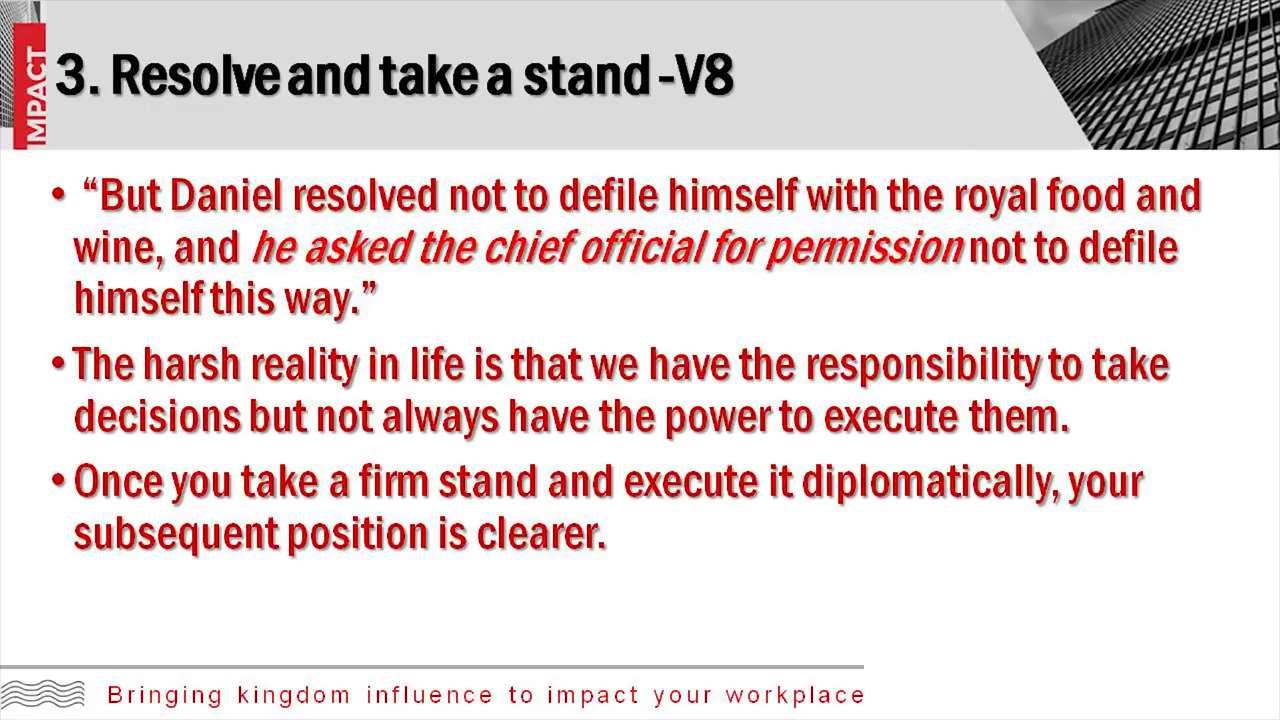 IMPACT
3. Resolve and take a stand -V8
• “But Daniel resolved not to defile himself with the royal food and
wine, and he asked the chief official for permission not to defile
himself this way.”
• The harsh reality in life is that we have the responsibility to take
decisions but not always have the power to execute them.
• Once you take a firm stand and execute it diplomatically, your
subsequent position is clearer.
Bringing kingdom influence to impact your workplace